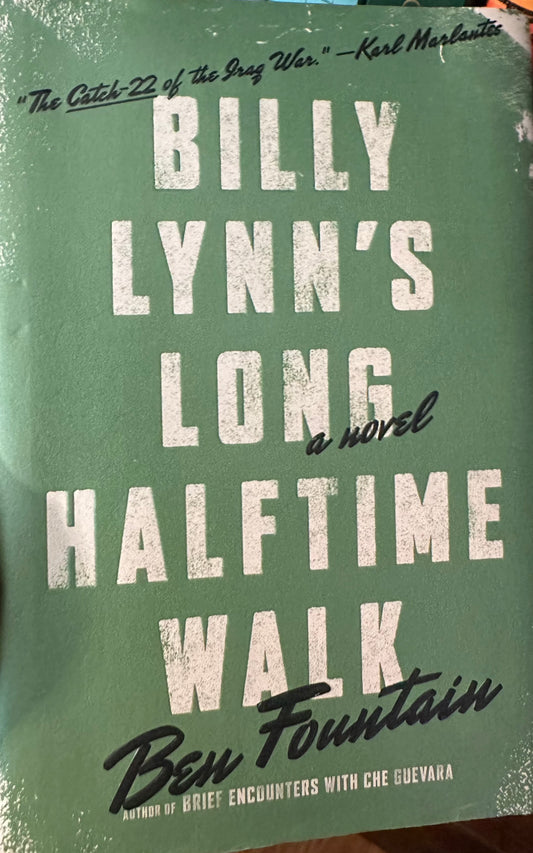 "The Catch-22 of the Iraq War." —Karl Marlantes
BILLY
LYNN'S
LONG
a novel
HALFTIME
WALK
Ben Fountain
AUTHOR OF BRIEF ENCOUNTERS WITH CHE GUEVARA